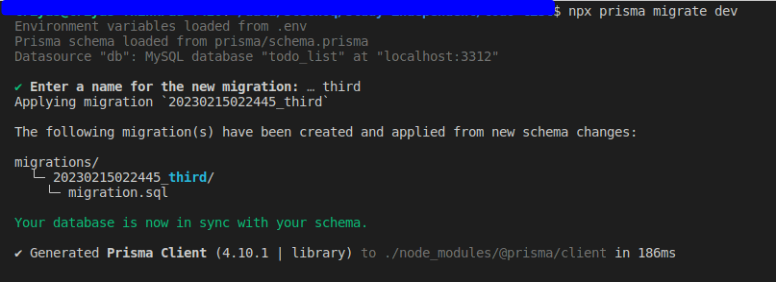 $ npx prisma migrate dev
Environment variables loaded from .env
Prisma schema loaded from prisma/schema.prisma
Datasource "db": MySQL database "todo_list" at "localhost:3312"
✔ Enter a name for the new migration: … third
Applying migration `20230215022445_third`
The following migration(s) have been created and applied from new schema changes:
migrations/
└─ 20230215022445_third/
└─ migration.sql
Your database is now in sync with your schema.
✔ Generated Prisma Client (4.10.1 | library) to ./node_modules/@prisma/client in 186ms